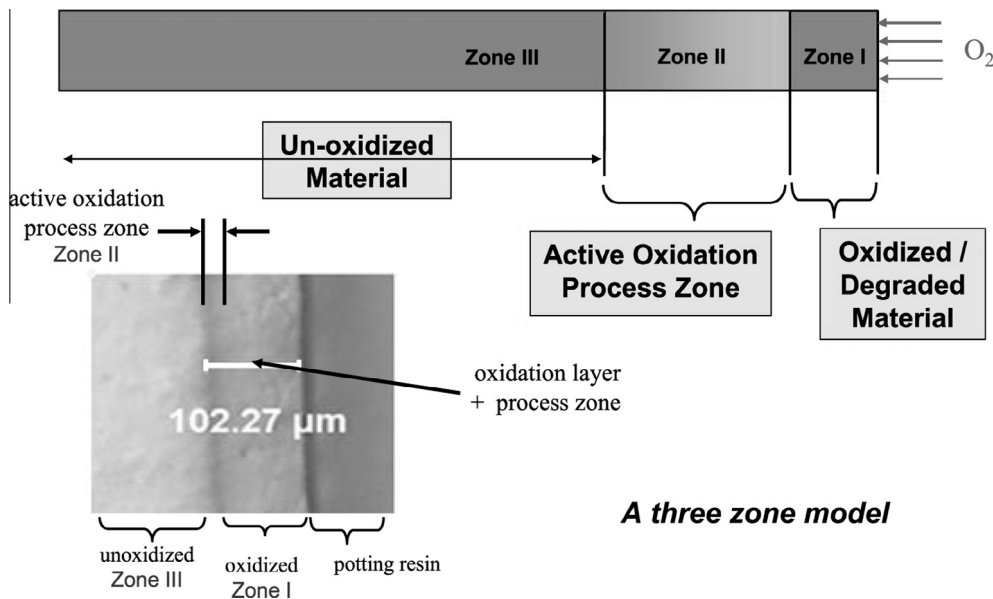 Zone III
Zone II
Zone I
O2
Un-oxidized
Material
active oxidation
process zone
Zone II
Active Oxidation
Process Zone
Oxidized /
Degraded
Material
oxidation layer
+ process zone
102.27 µm
A three zone model
unoxidized
Zone III
oxidized
Zone I
potting resin